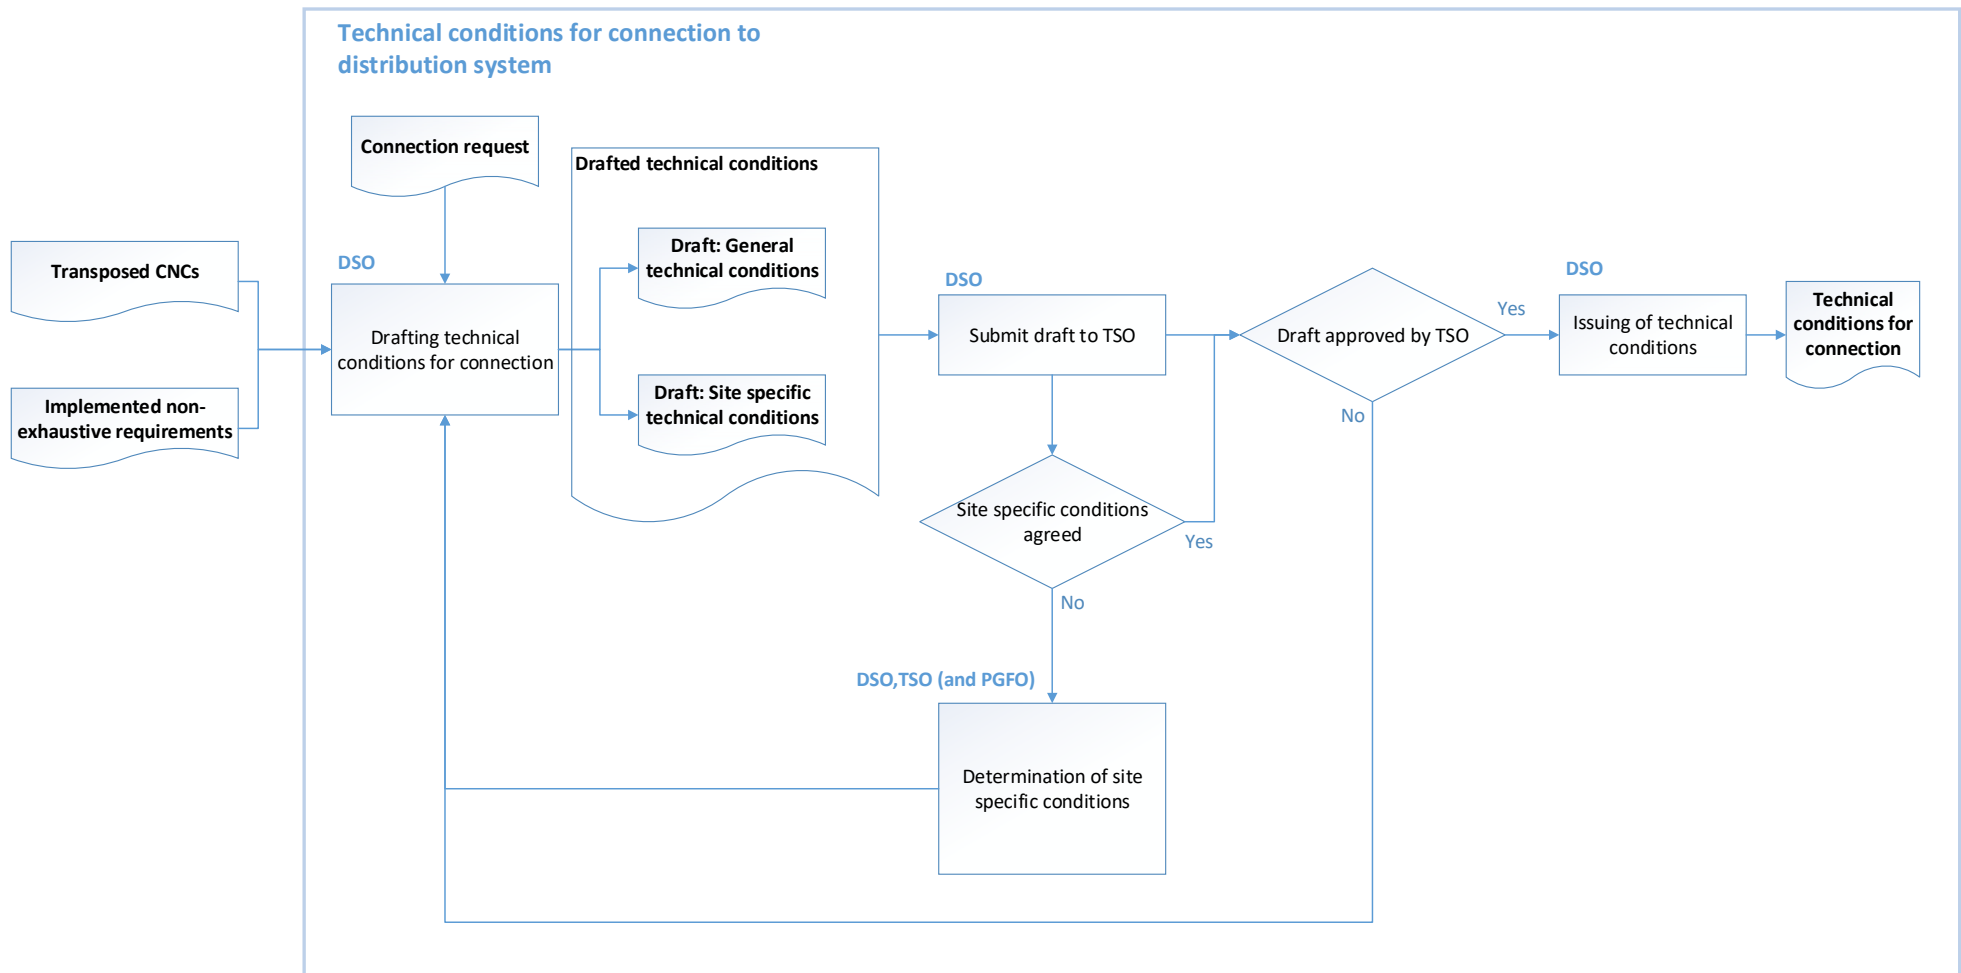 Technical conditions for connection to
distribution system
Connection request
Drafted technical conditions
Transposed CNCs
Implemented non-
exhaustive requirements
DSO
Drafting technical
conditions for connection
Draft: General
technical conditions
Draft: Site specific
technical conditions
DSO
Submit draft to TSO
Draft approved by TSO
Yes
No
DSO
Issuing of technical
conditions
Technical
conditions for
connection
Site specific conditions
agreed
Yes
No
DSO,TSO (and PGFO)
Determination of site
specific conditions